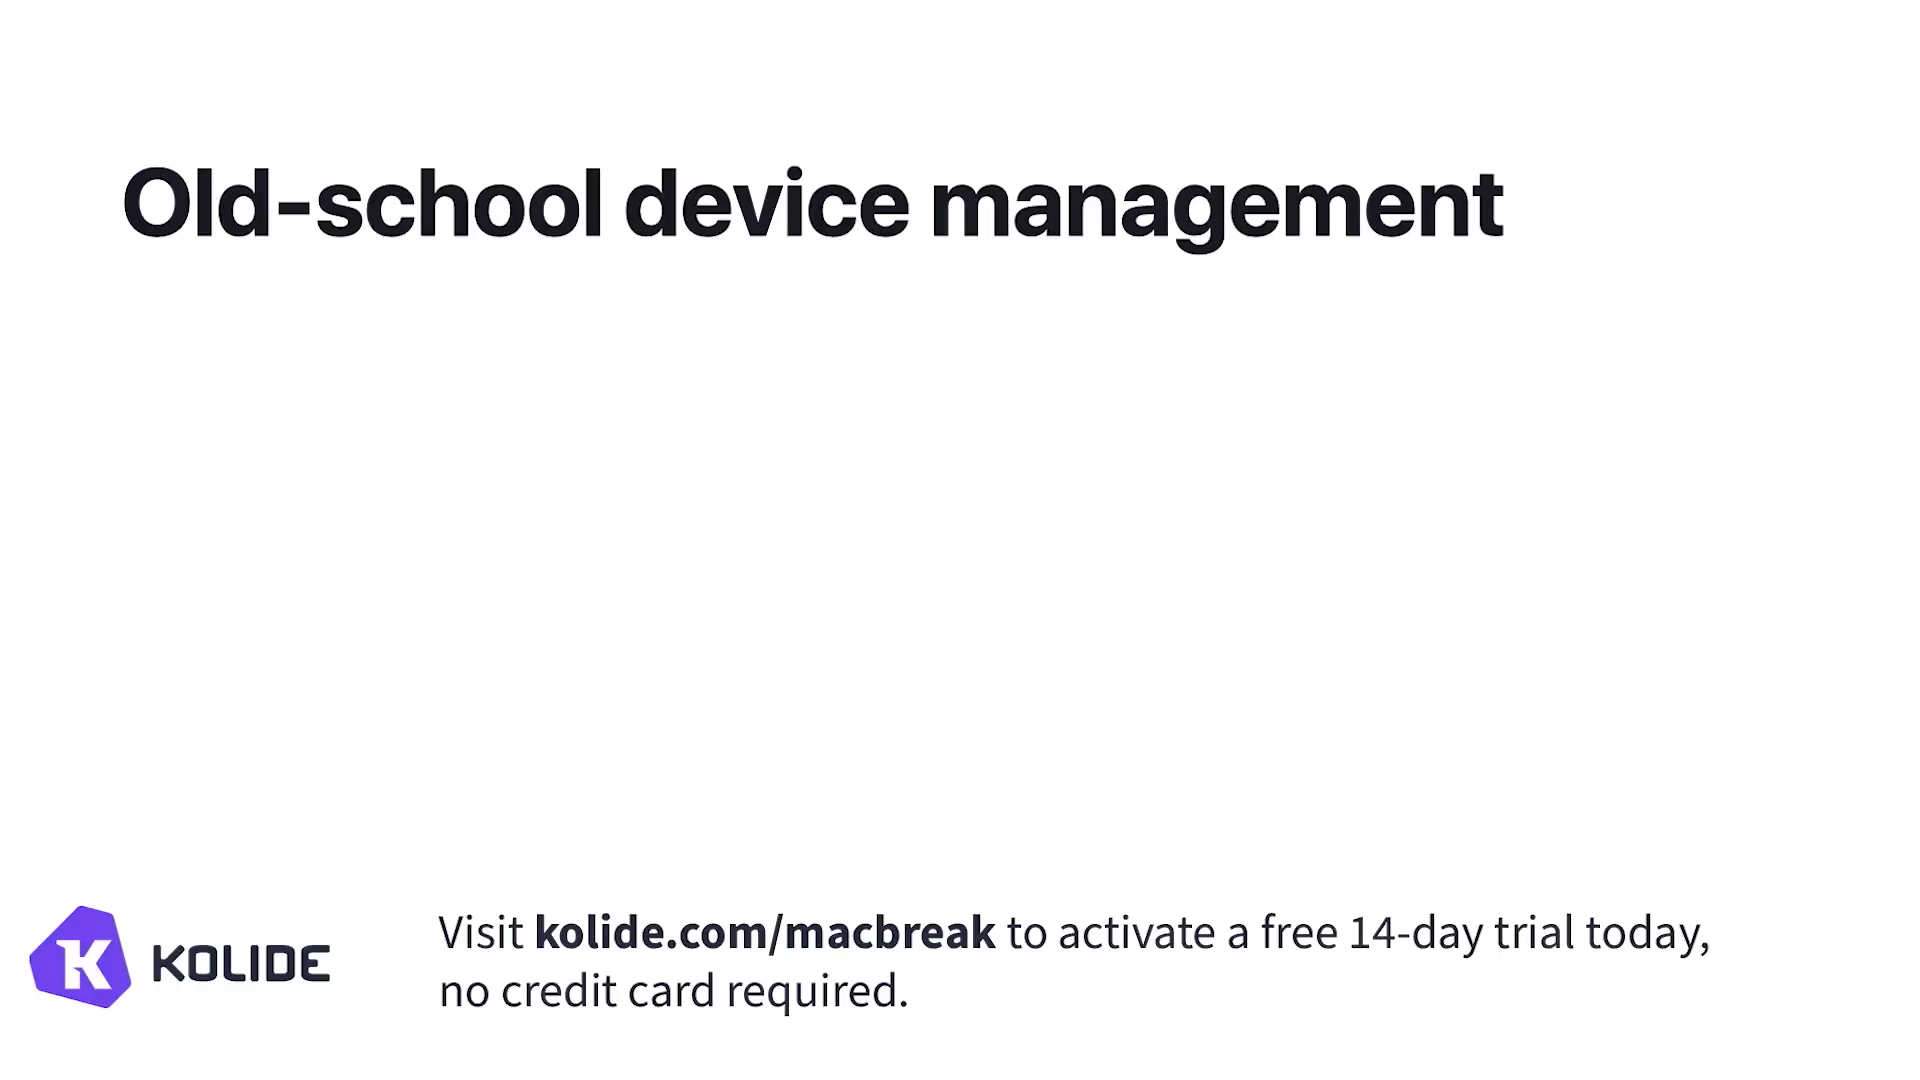 Old-school device management
K KOLIDE
Visit kolide.com/macbreak to activate a free 14-day trial today,
no credit card required.